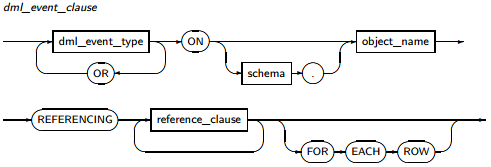 dml_event_clause
dml_event_type ON object_name
OR schema .
REFERENCING reference_clause
FOR EACH ROW